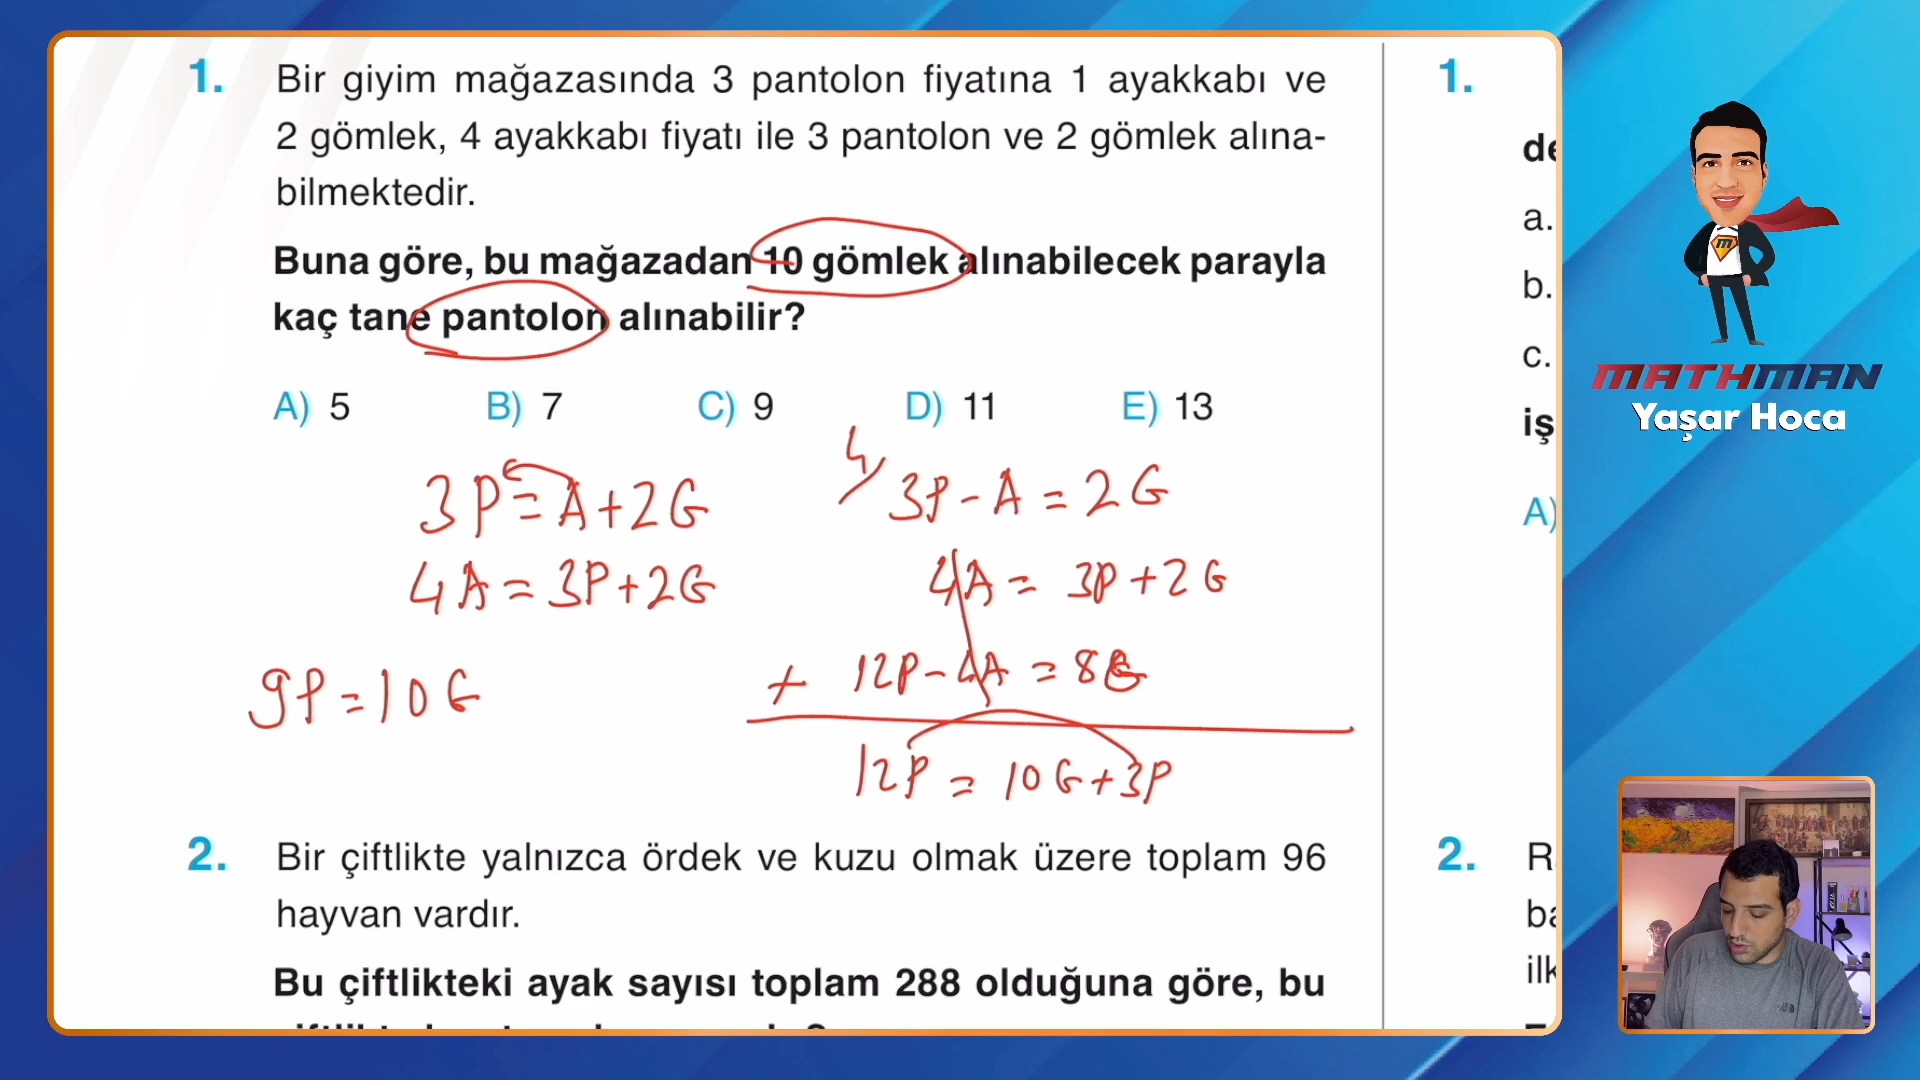 1. Bir giyim mağazasında 3 pantolon fiyatına 1 ayakkabı ve
2 gömlek, 4 ayakkabı fiyatı ile 3 pantolon ve 2 gömlek alına-
bilmektedir.
Buna göre, bu mağazadan 10 gömlek alınabilecek parayla
kaç tane pantolon alınabilir?
A) 5 B) 7 C) 9 D) 11 E) 13
3P = A + 2G
4A = 3P + 2G
9P = 10G
4/ 3P - A = 2G
4A = 3P + 2G
+ 12P - 4A = 8G
12P = 10G + 3P
2. Bir çiftlikte yalnızca ördek ve kuzu olmak üzere toplam 96
hayvan vardır.
Bu çiftlikteki ayak sayısı toplam 288 olduğuna göre, bu
1.
a.
b.
c.
iş
A)
2.
MATHMAN
Yaşar Hoca